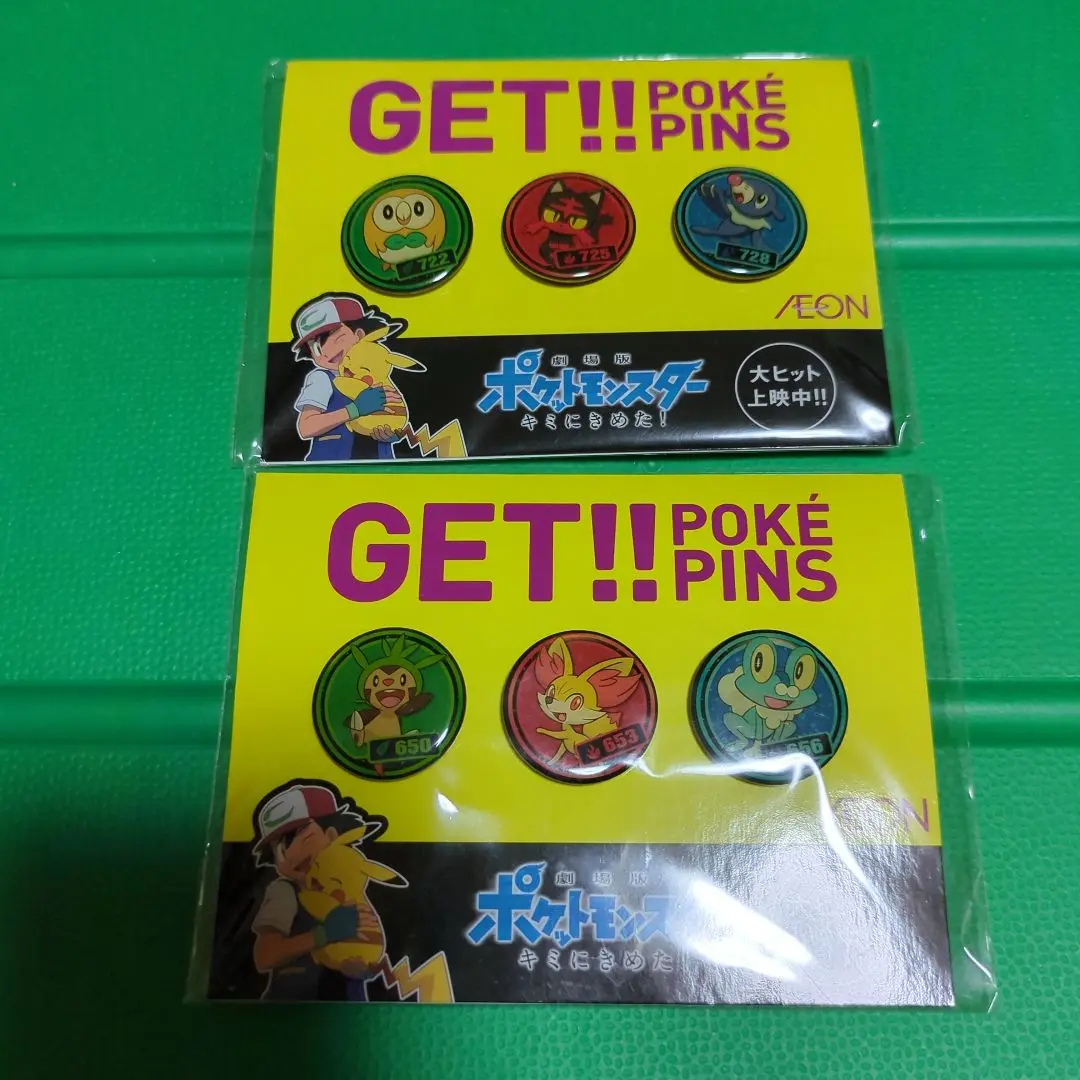 GET!! POKÉ PINS
722
725
728
ÆON
劇場版
ポケットモンスター
キミにきめた!
大ヒット
上映中!!
GET!! POKÉ PINS
650
653
656
劇場版
ポケットモンス
キミにきめた